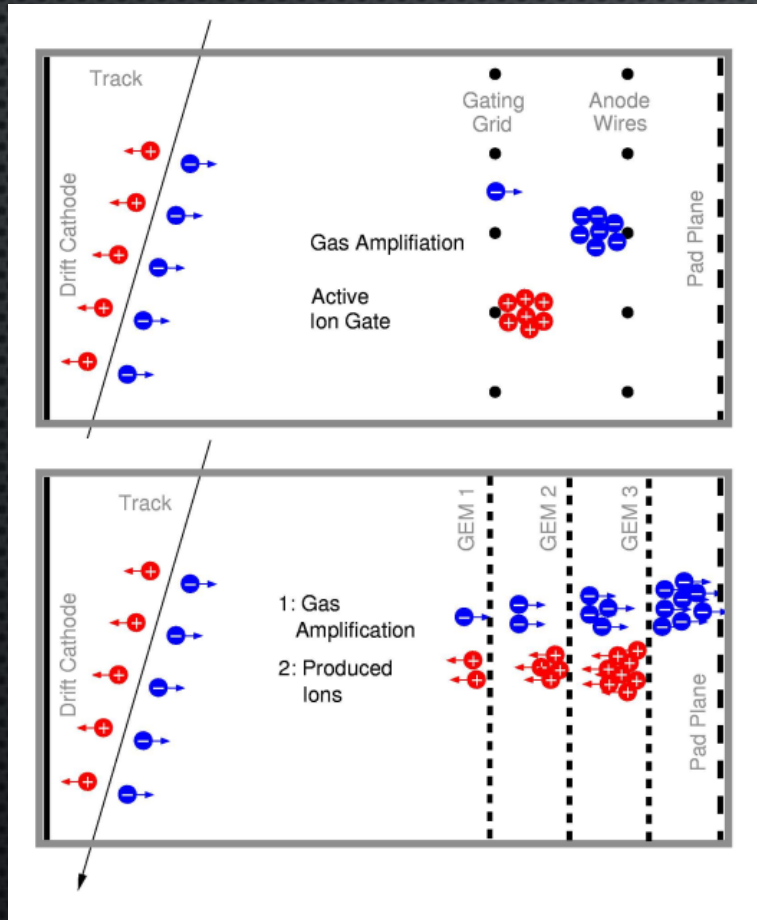 Track
Gating
Grid
Anode
Wires
Drift Cathode
Gas Amplifiation
Active
Ion Gate
Pad Plane
Track
GEM 1
GEM 2
GEM 3
Drift Cathode
1: Gas
Amplification
2: Produced
Ions
Pad Plane